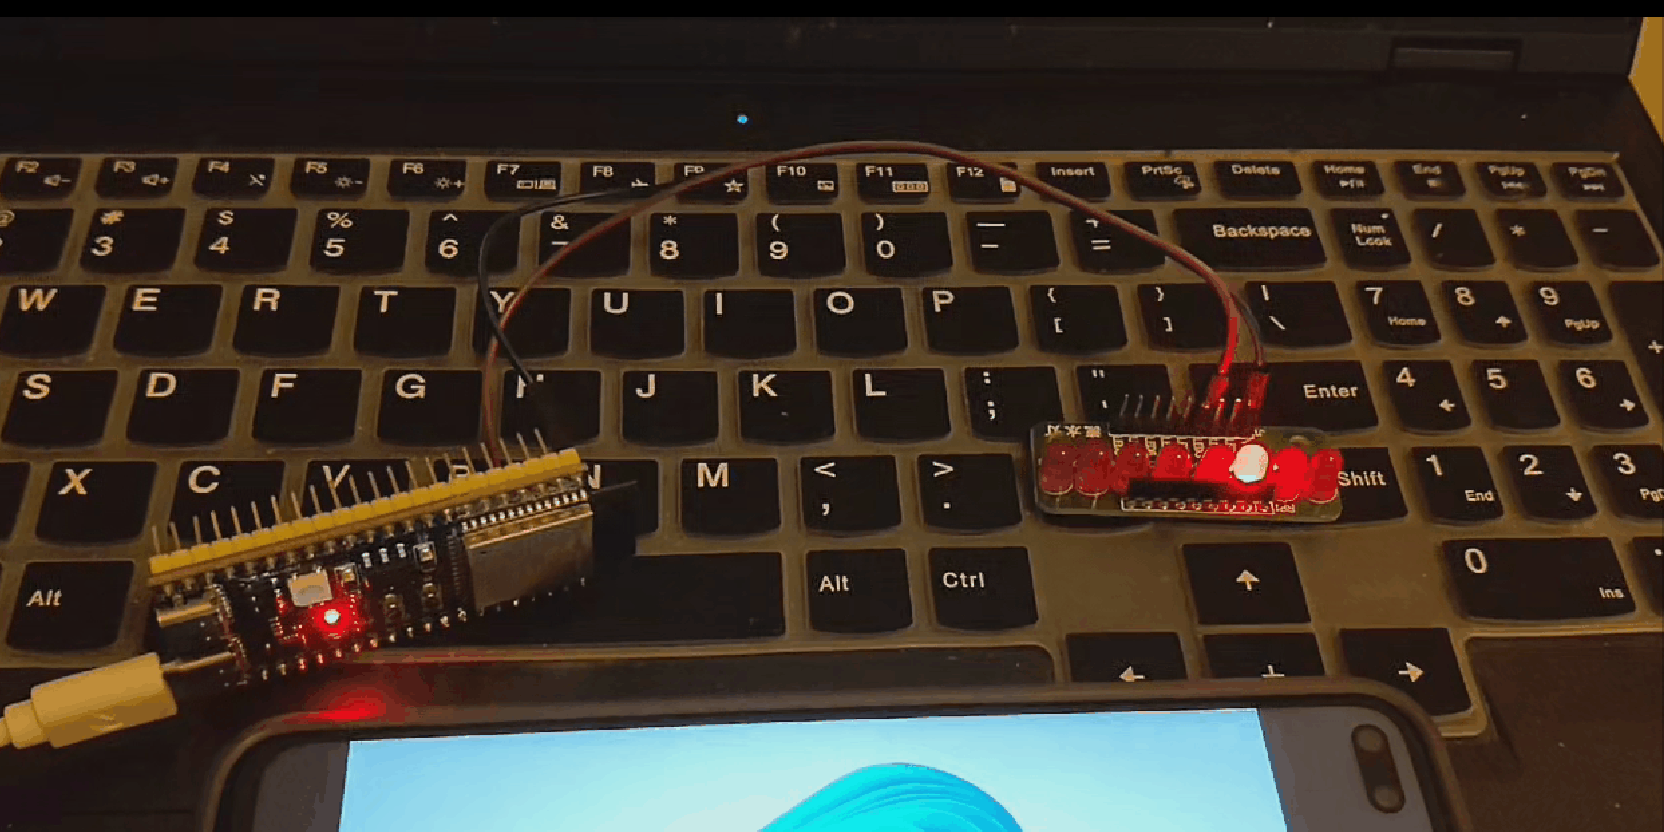 F2 F3 F4 F5 F6 F7 F8 F9 F10 F11 F12 Insert PrtSc Delete Home End PgUp PgDn
# $ % ^ & * ( ) — + Backspace Num Lock / * −
3 4 5 6 8 9 0 − =
W E R T Y U I O P { } | 7 8 9
[ ] \ Home PgUp
S D F G J K L : " Enter 4 5 6 +
;
X C V B N M < > Shift 1 2 3
, . End
Alt Alt Ctrl 0
Ins